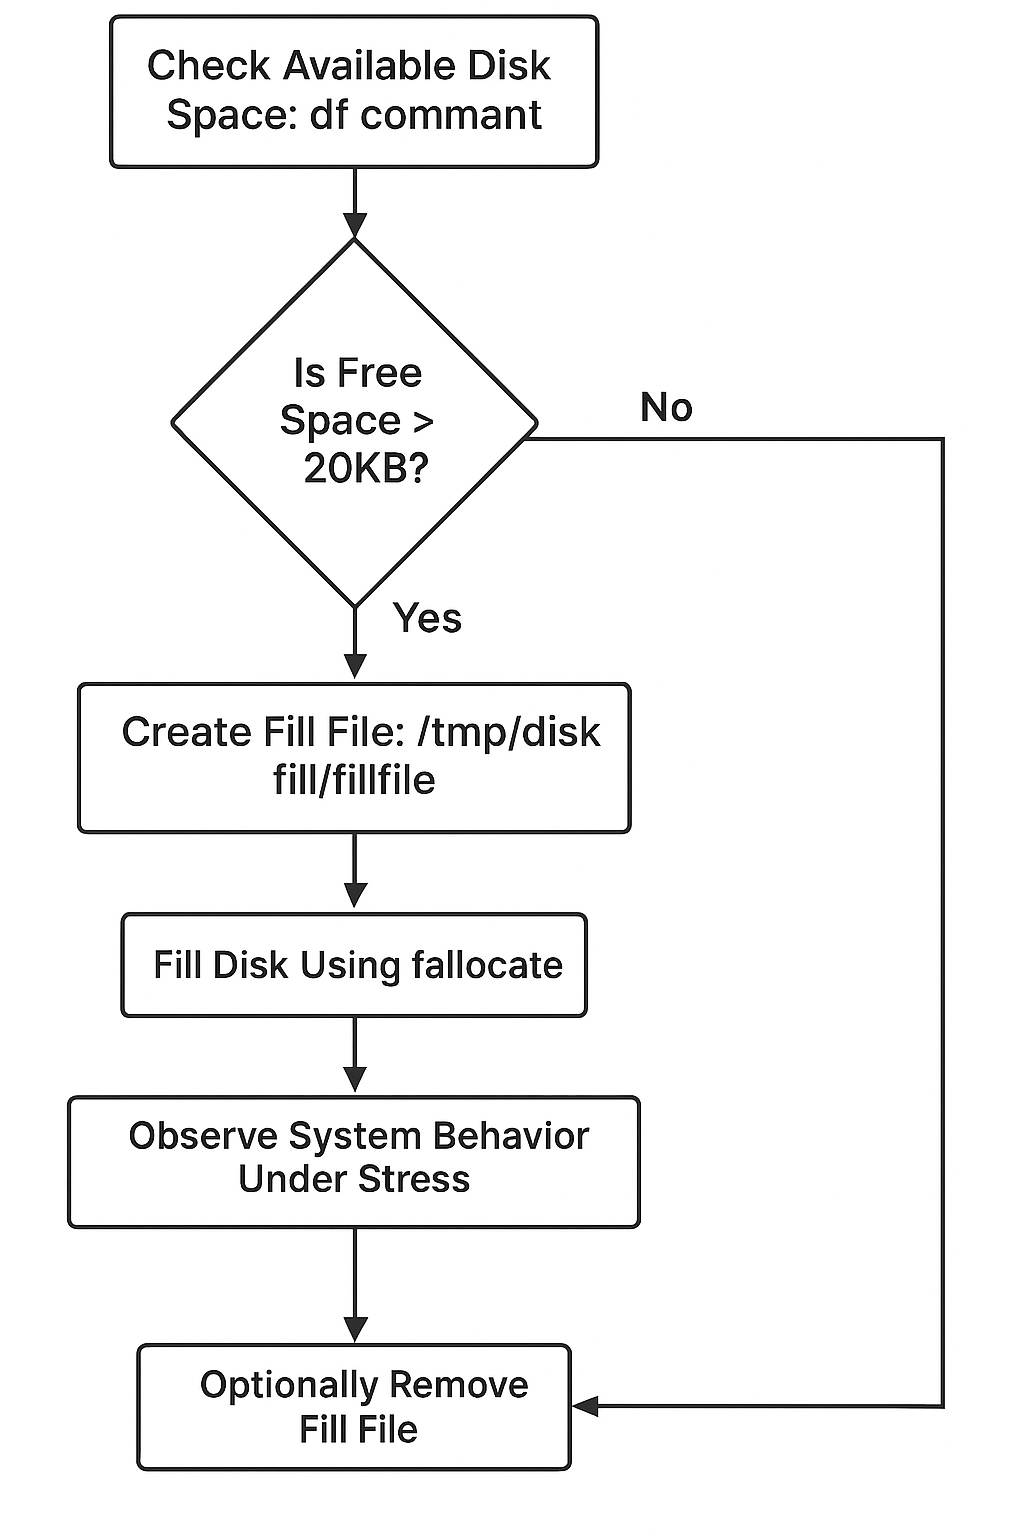 Check Available Disk
Space: df commant
Is Free
Space >
20KB?
No
Yes
Create Fill File: /tmp/disk
fill/fillfile
Fill Disk Using fallocate
Observe System Behavior
Under Stress
Optionally Remove
Fill File